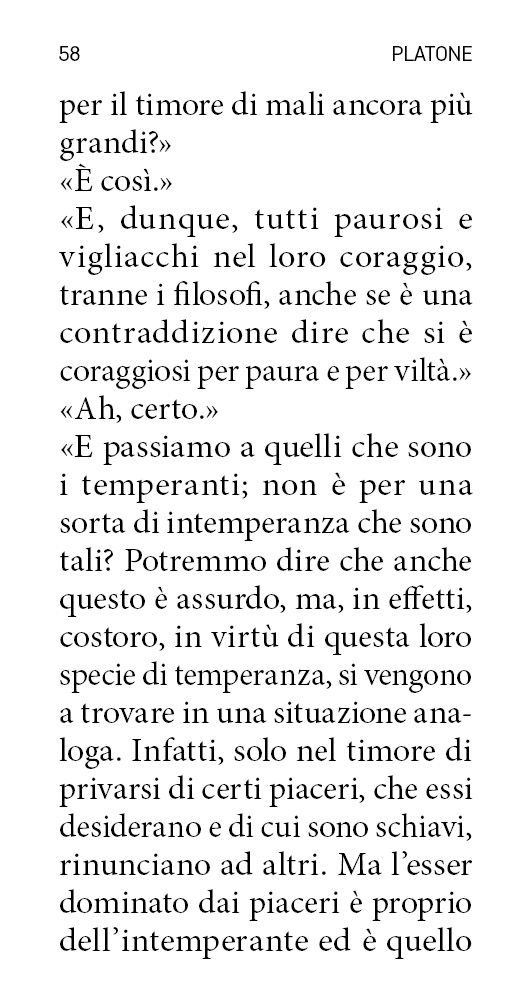 58 PLATONE
per il timore di mali ancora più
grandi?»
«È così.»
«E, dunque, tutti paurosi e
vigliacchi nel loro coraggio,
tranne i filosofi, anche se è una
contraddizione dire che si è
coraggiosi per paura e per viltà.»
«Ah, certo.»
«E passiamo a quelli che sono
i temperanti; non è per una
sorta di intemperanza che sono
tali? Potremmo dire che anche
questo è assurdo, ma, in effetti,
costoro, in virtù di questa loro
specie di temperanza, si vengono
a trovare in una situazione ana-
loga. Infatti, solo nel timore di
privarsi di certi piaceri, che essi
desiderano e di cui sono schiavi,
rinunciano ad altri. Ma l’esser
dominato dai piaceri è proprio
dell’intemperante ed è quello